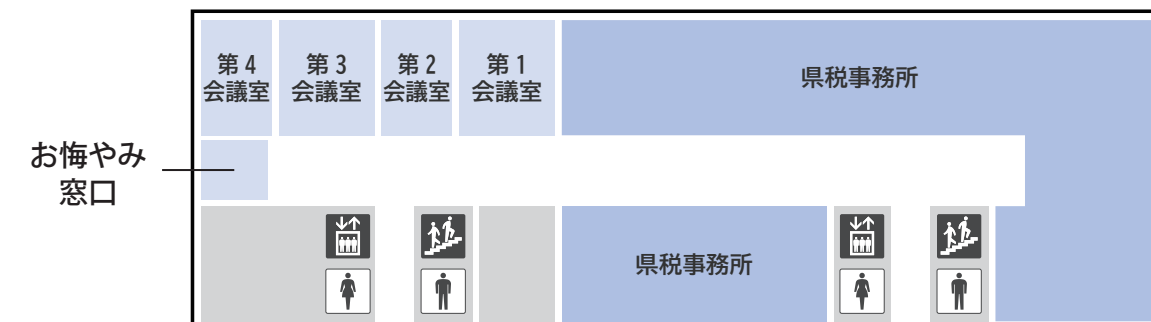 第 4
会議室
第 3
会議室
第 2
会議室
第 1
会議室
県税事務所
お悔やみ
窓口
県税事務所